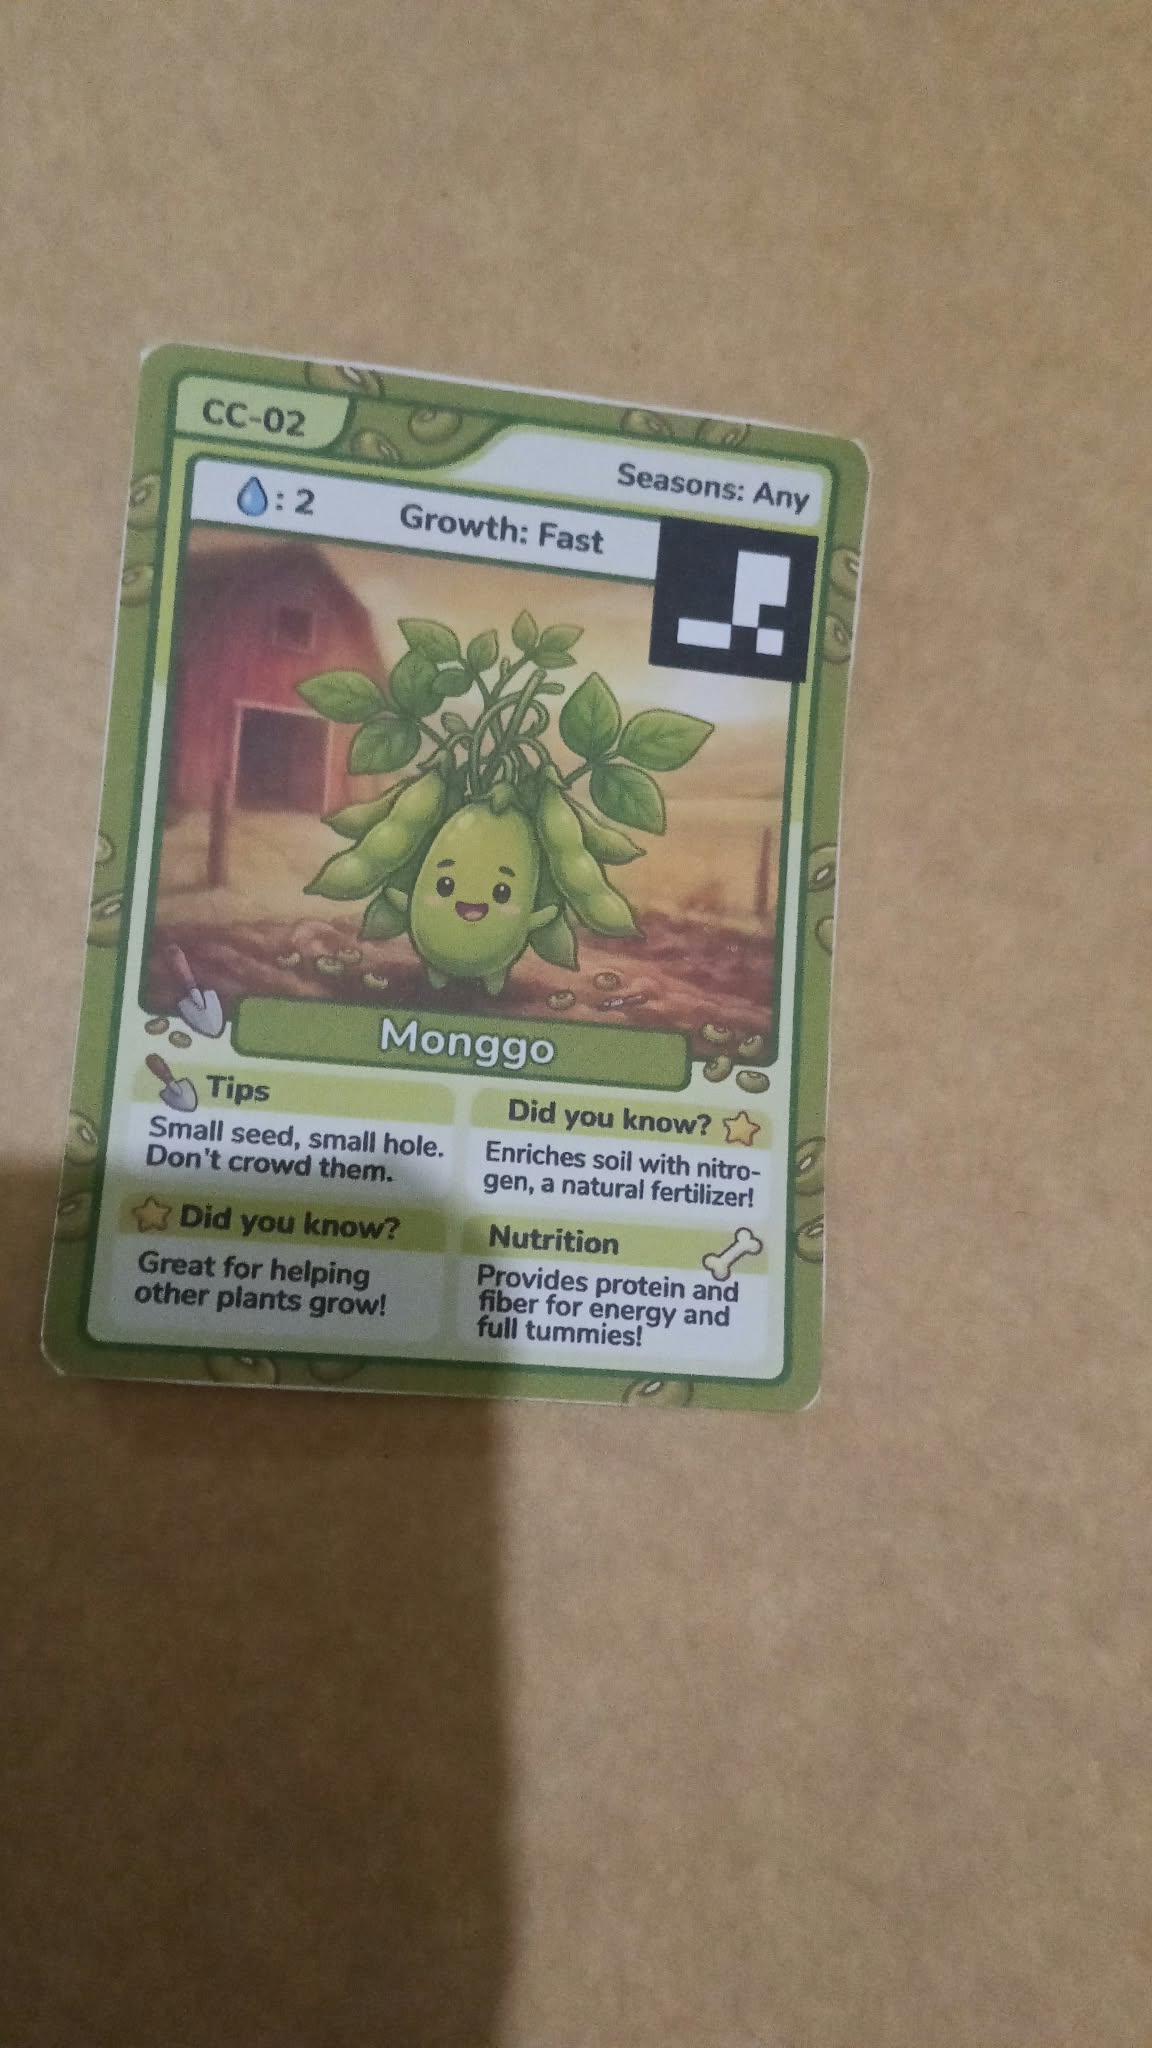 CC-02
Seasons: Any
: 2
Growth: Fast
Monggo
Tips
Small seed, small hole.
Don't crowd them.
Did you know?
Enriches soil with nitro-
gen, a natural fertilizer!
Did you know?
Great for helping
other plants grow!
Nutrition
Provides protein and
fiber for energy and
full tummies!